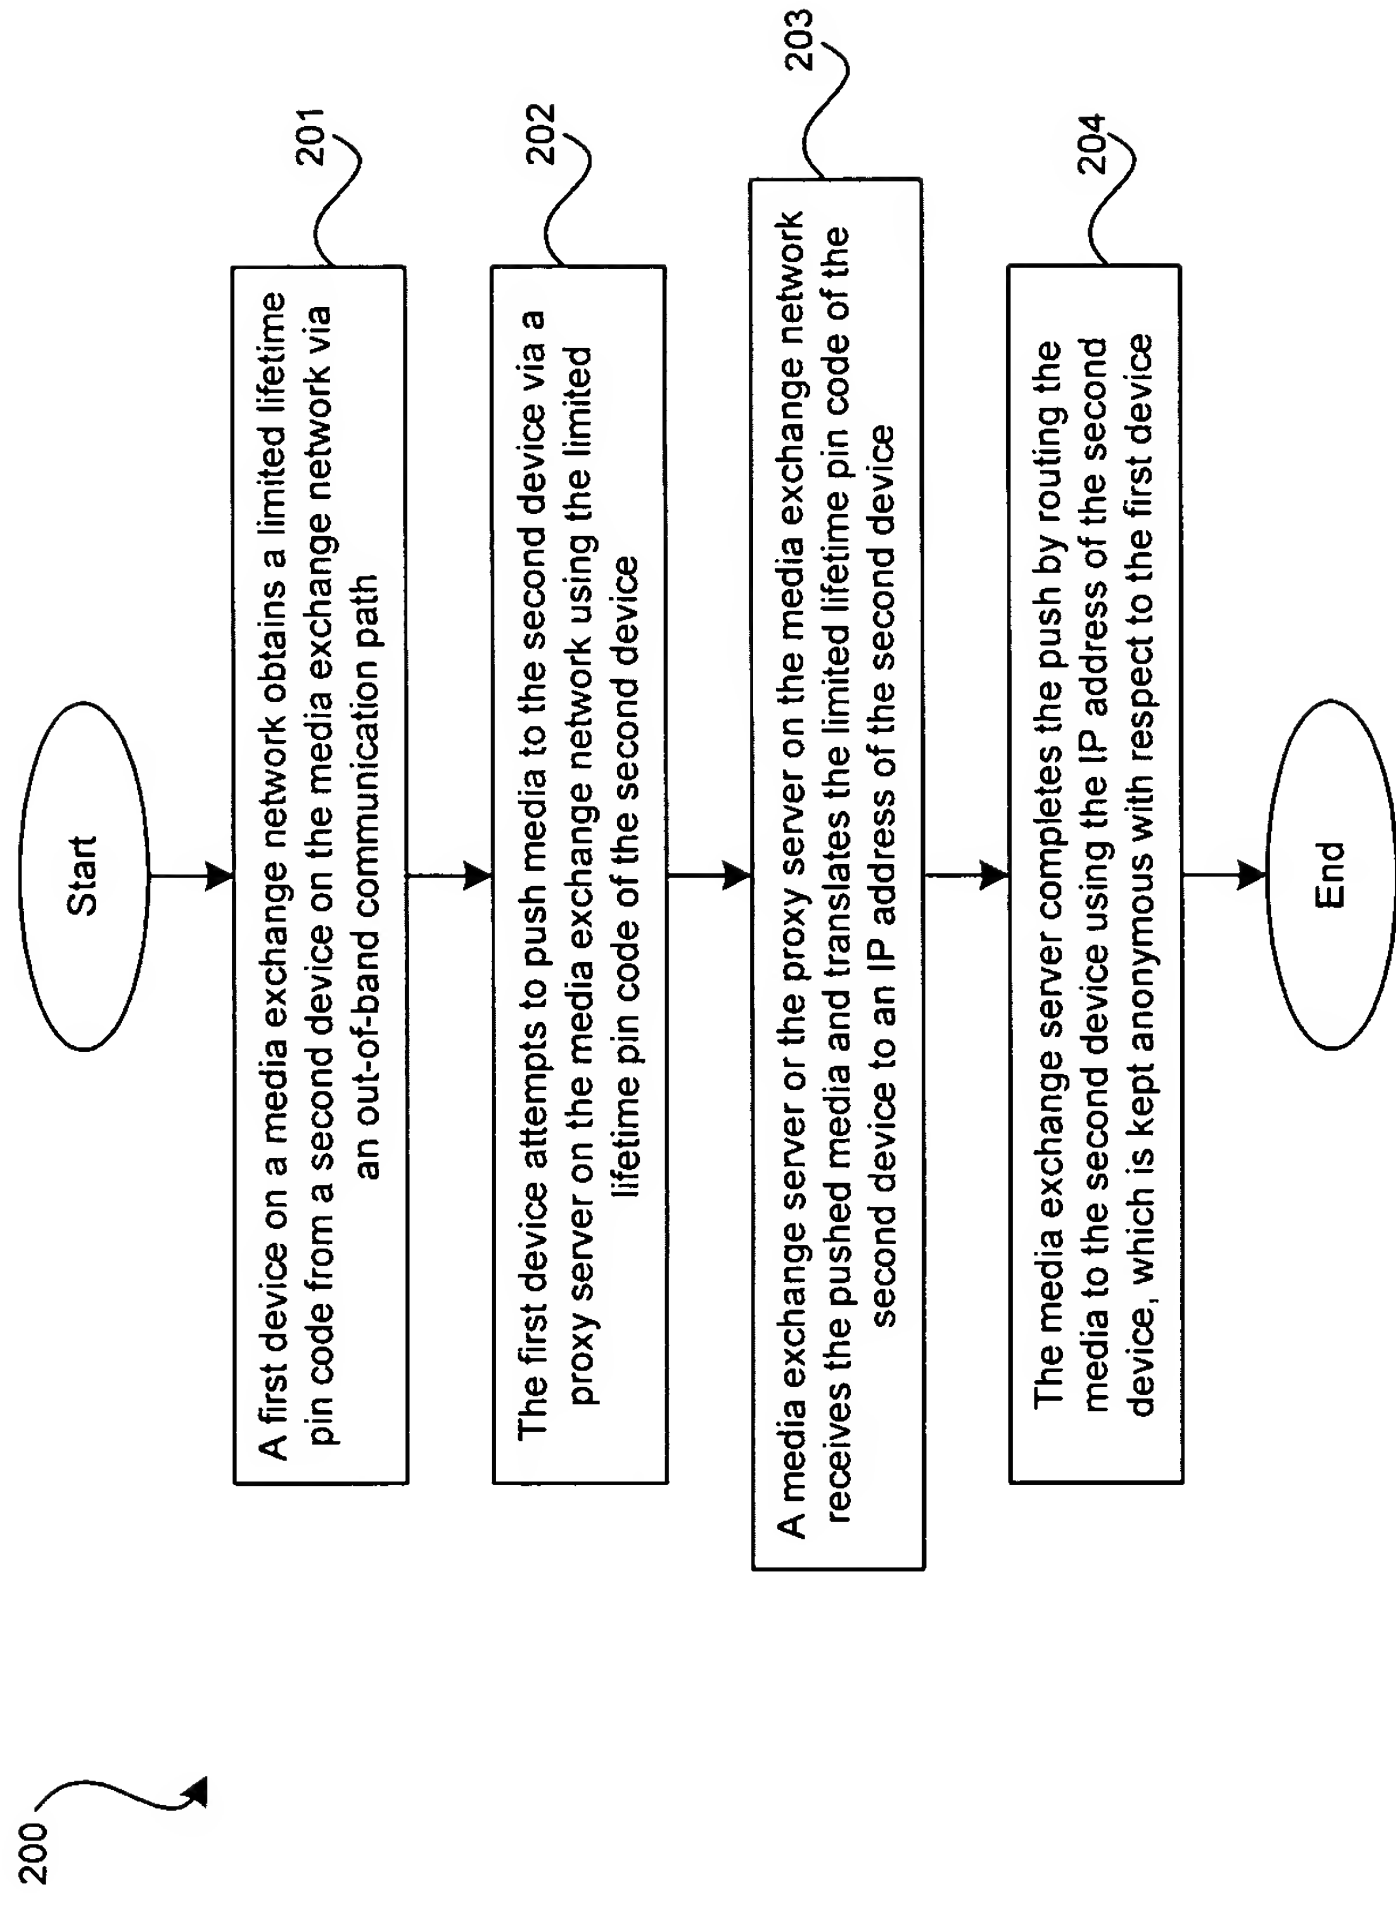 200
Start
201
A first device on a media exchange network obtains a limited lifetime
pin code from a second device on the media exchange network via
an out-of-band communication path
202
The first device attempts to push media to the second device via a
proxy server on the media exchange network using the limited
lifetime pin code of the second device
203
A media exchange server or the proxy server on the media exchange network
receives the pushed media and translates the limited lifetime pin code of the
second device to an IP address of the second device
204
The media exchange server completes the push by routing the
media to the second device using the IP address of the second
device, which is kept anonymous with respect to the first device
End